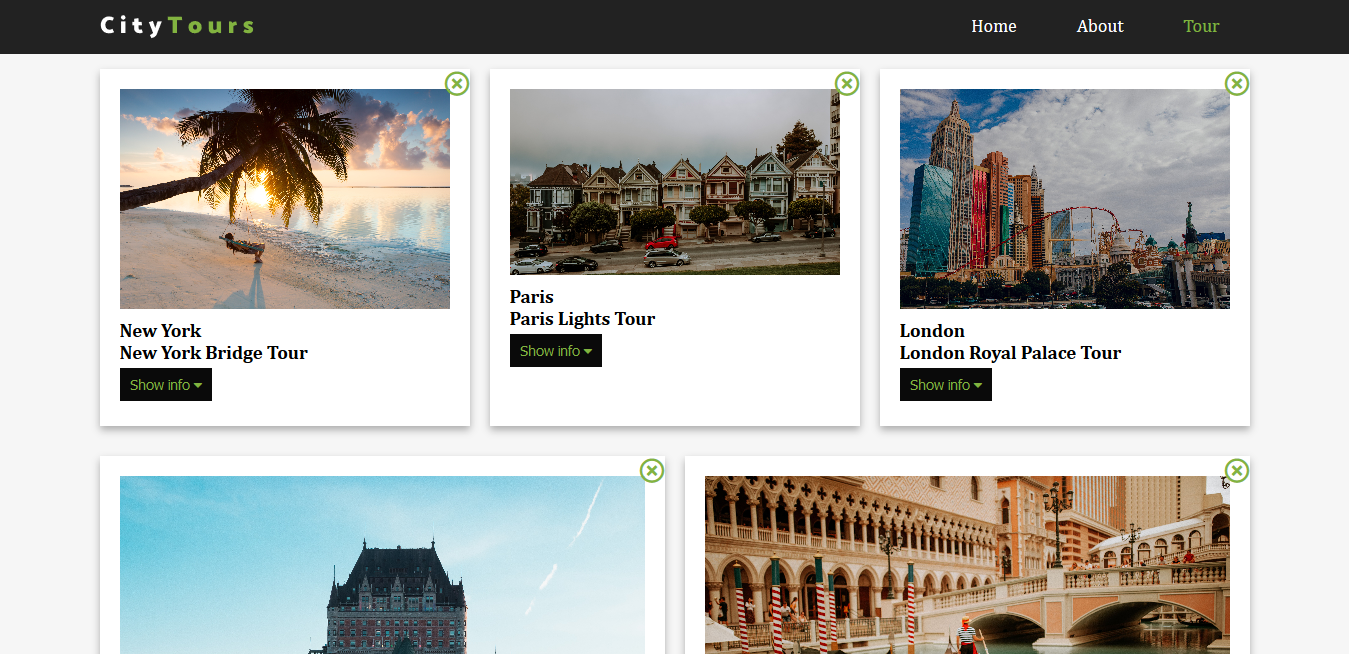 CityTours
Home
About
Tour
New York
New York Bridge Tour
Show info
Paris
Paris Lights Tour
Show info
London
London Royal Palace Tour
Show info